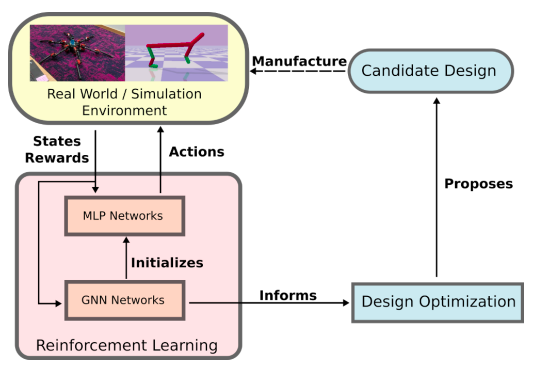 Real World / Simulation
Environment
Manufacture
Candidate Design
States
Rewards
Actions
MLP Networks
Initializes
GNN Networks
Reinforcement Learning
Informs
Design Optimization
Proposes